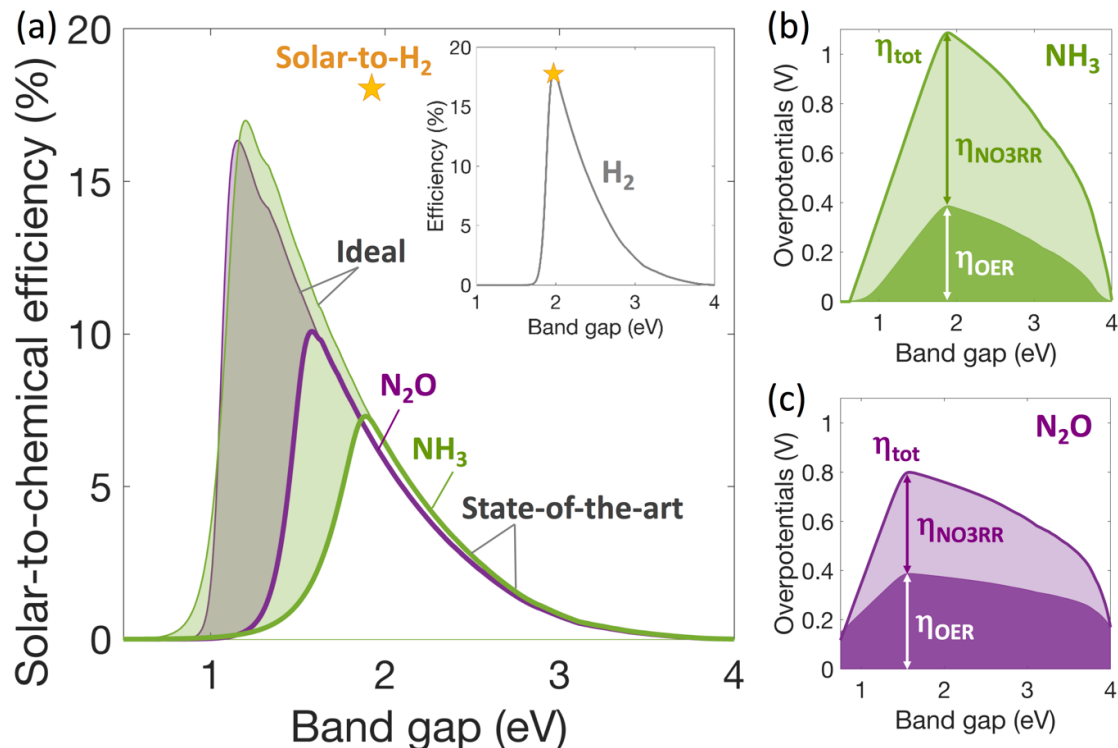 (a)
Solar-to-chemical efficiency (%)
20
15
10
5
0
1
2
3
4
Band gap (eV)
Solar-to-H₂
Ideal
N₂O
NH₃
State-of-the-art
Efficiency (%)
20
15
10
5
0
1
2
3
4
Band gap (eV)
H₂
(b)
Overpotentials (V)
1
0.8
0.6
0.4
0.2
0
1
2
3
4
Band gap (eV)
ηtot
NH₃
ηNO3RR
ηOER
(c)
Overpotentials (V)
1
0.8
0.6
0.4
0.2
0
1
2
3
4
Band gap (eV)
N₂O
ηtot
ηNO3RR
ηOER